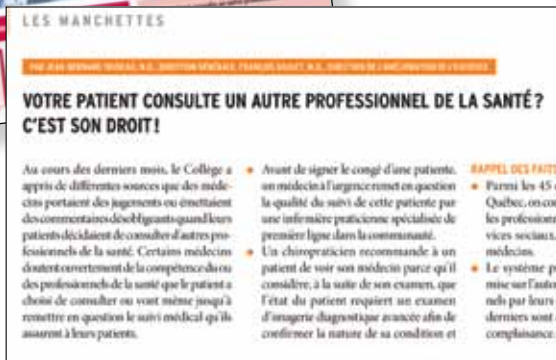 LES MANCHETTES
VOTRE PATIENT CONSULTE UN AUTRE PROFESSIONNEL DE LA SANTÉ?
C'EST SON DROIT!
Au cours des derniers mois, le Collège a
appris de différentes sources que des méde-
cins portaient des jugements ou émettaient
des commentaires désobligeants quand leurs
patients décidaient de consulter d'autres pro-
fessionnels de la santé. Certains médecins
doutent ouvertement de la compétence du ou
des professionnels de la santé que le patient a
choisi de consulter ou vont même jusqu'à
remettre en question le suivi médical qu'ils
assurent à leurs patients.
• Avant de signer le congé d'une patiente,
un médecin à l'urgence remet en question
la qualité du suivi de cette patiente par
une infirmière praticienne spécialisée de
première ligne dans la communauté.
• Un chiropraticien recommande à un
patient de voir son médecin parce qu'il
considère, à la suite de son examen, que
l'état du patient requiert un examen
d'imagerie diagnostique avancée afin de
confirmer la nature de sa condition et
RAPPEL DES FAITS
• Parmi les 45
Québec, on
les profession
vices sociaux,
médecins.
• Le système
mise sur l'auto
nels par leurs
derniers sont
complaisance